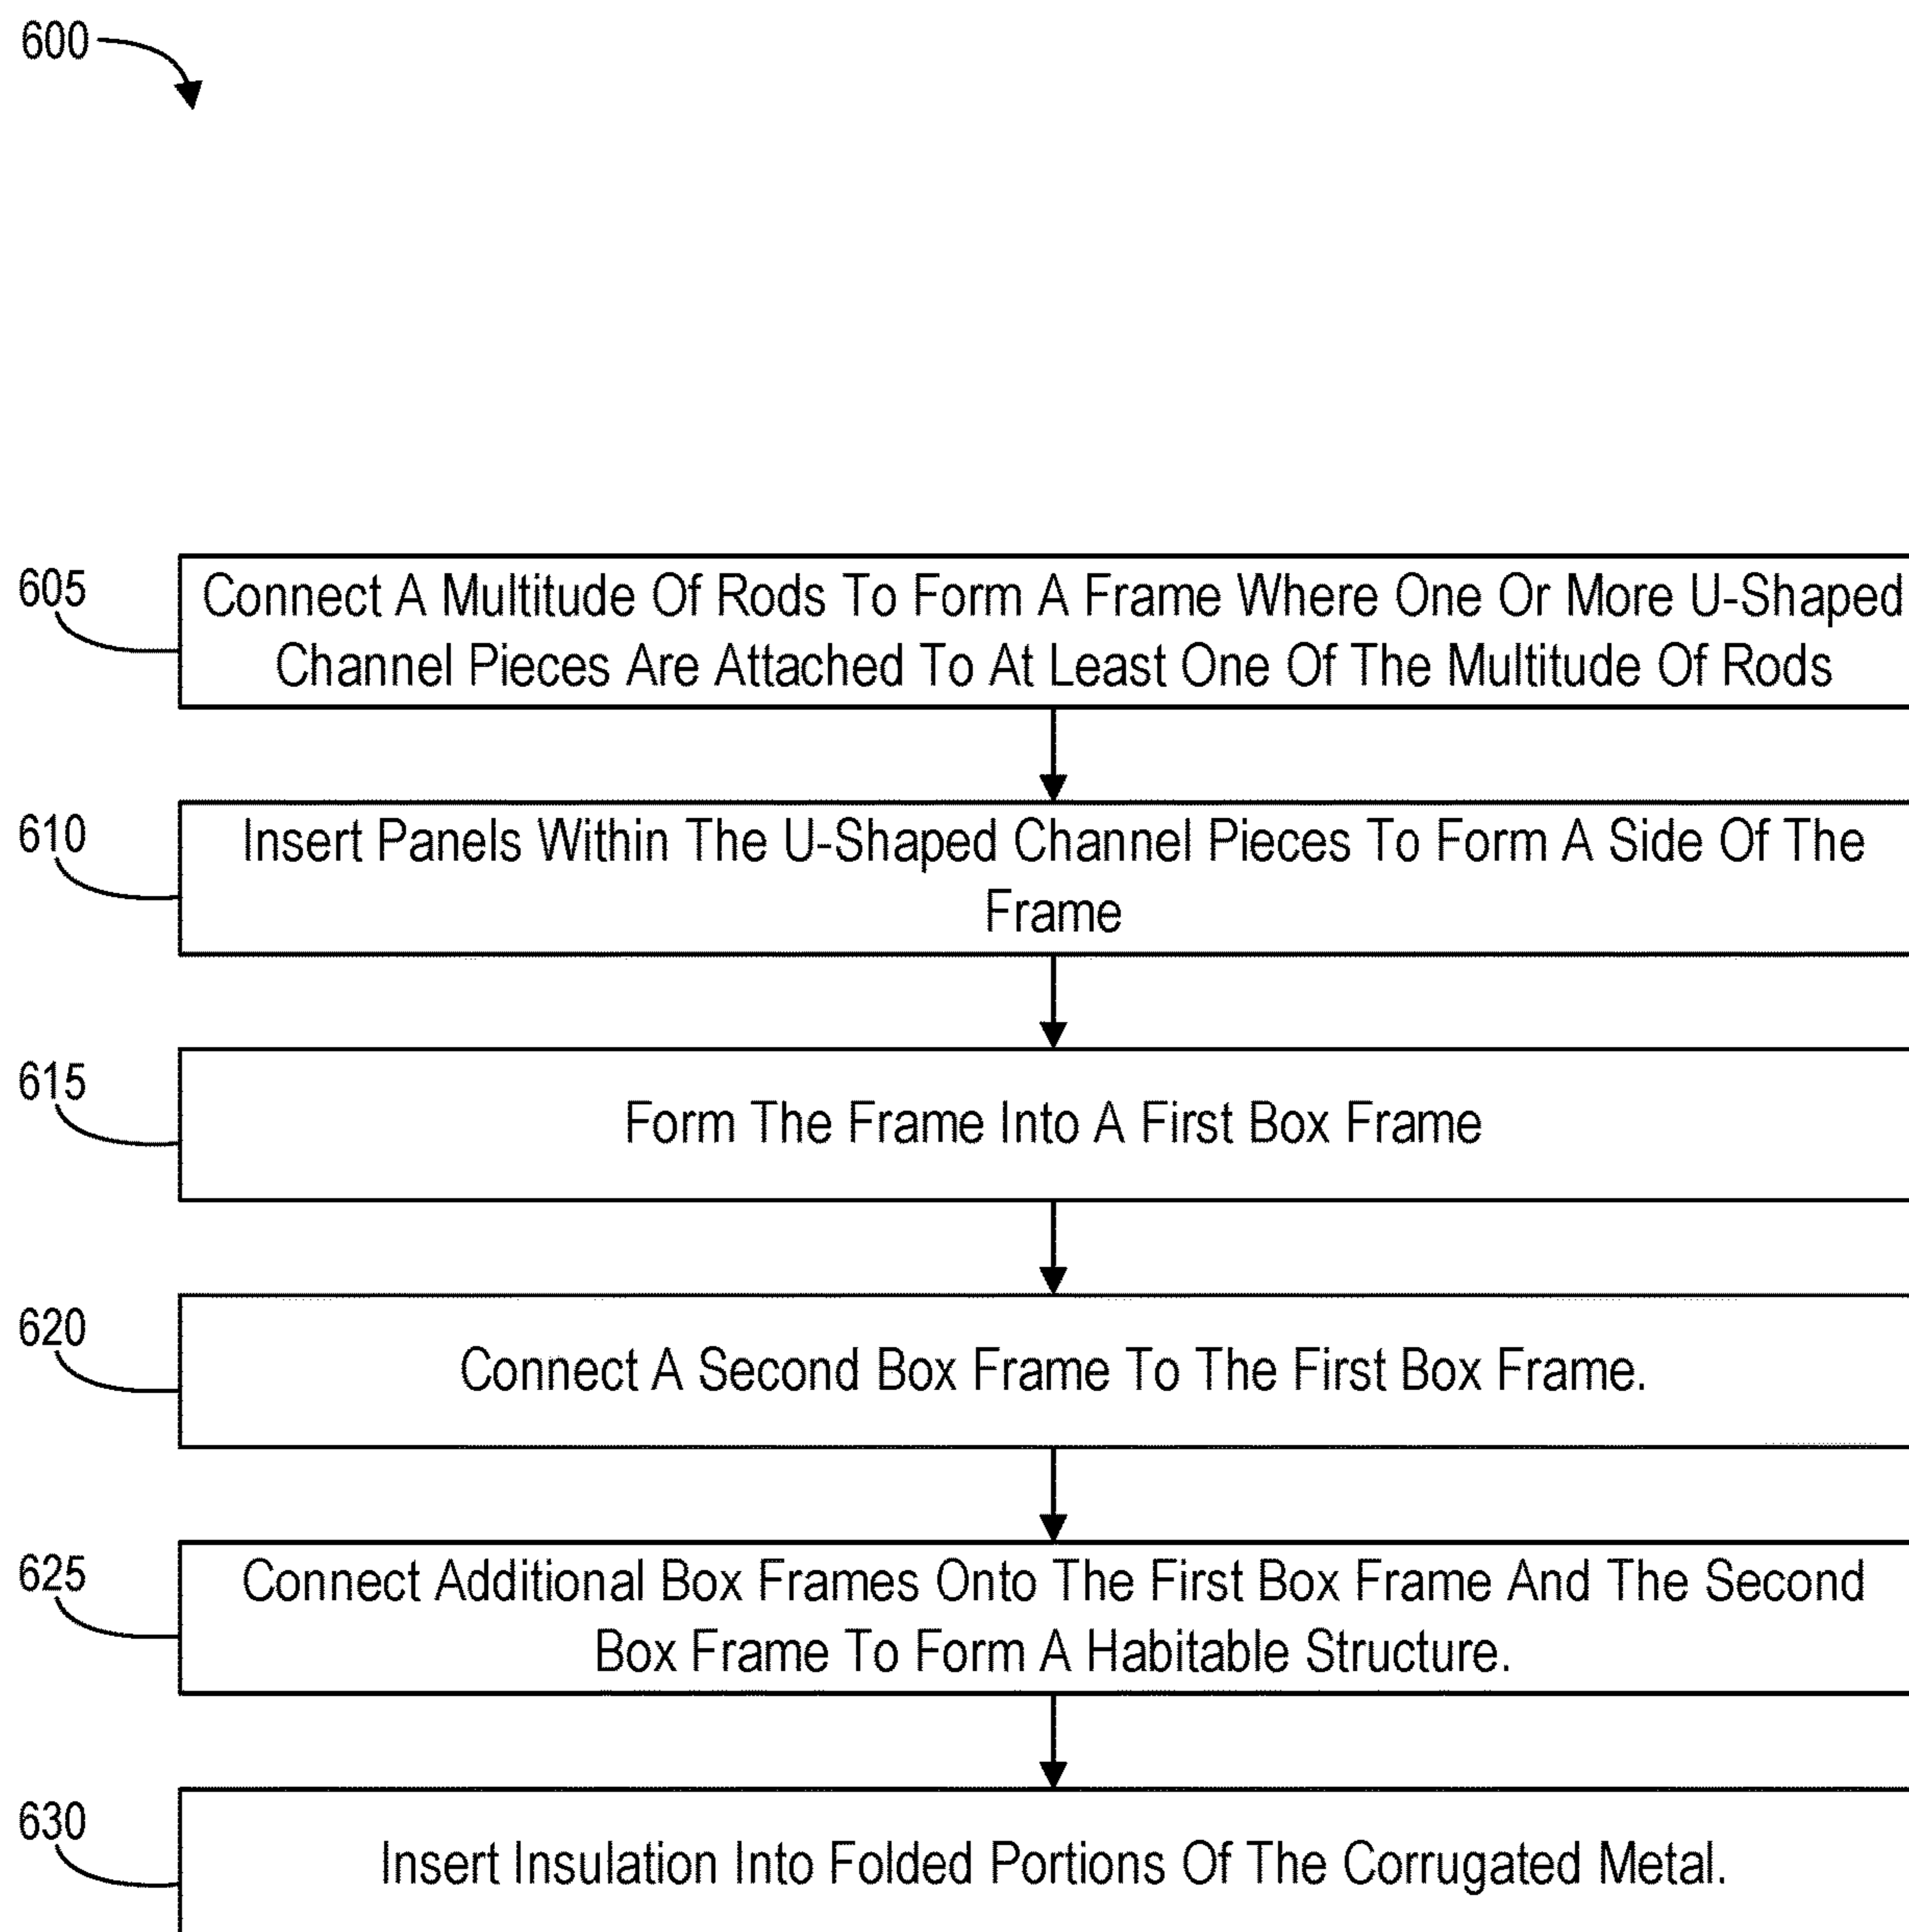 600
605
Connect A Multitude Of Rods To Form A Frame Where One Or More U-Shaped
Channel Pieces Are Attached To At Least One Of The Multitude Of Rods
610
Insert Panels Within The U-Shaped Channel Pieces To Form A Side Of The
Frame
615
Form The Frame Into A First Box Frame
620
Connect A Second Box Frame To The First Box Frame.
625
Connect Additional Box Frames Onto The First Box Frame And The Second
Box Frame To Form A Habitable Structure.
630
Insert Insulation Into Folded Portions Of The Corrugated Metal.